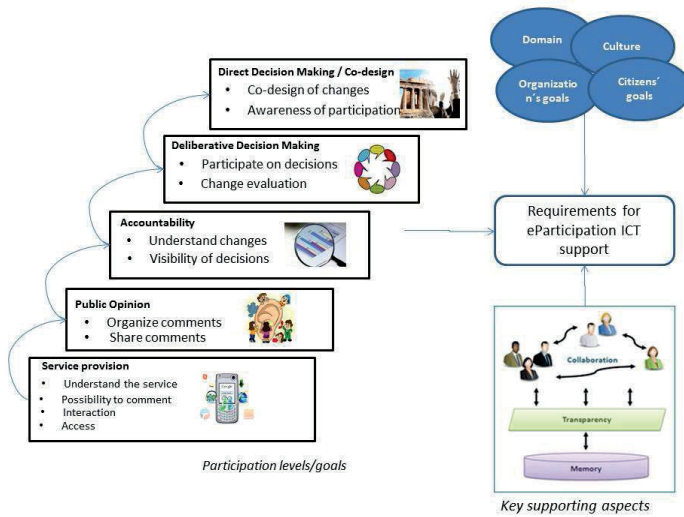 Direct Decision Making / Co-design
• Co-design of changes
• Awareness of participation
Deliberative Decision Making
• Participate on decisions
• Change evaluation
Accountability
• Understand changes
• Visibility of decisions
Public Opinion
• Organize comments
• Share comments
Service provision
• Understand the service
• Possibility to comment
• Interaction
• Access
Participation levels/goals
Domain
Culture
Organizatio
n´s goals
Citizens´
goals
Requirements for
eParticipation ICT
support
Collaboration
Transparency
Memory
Key supporting aspects